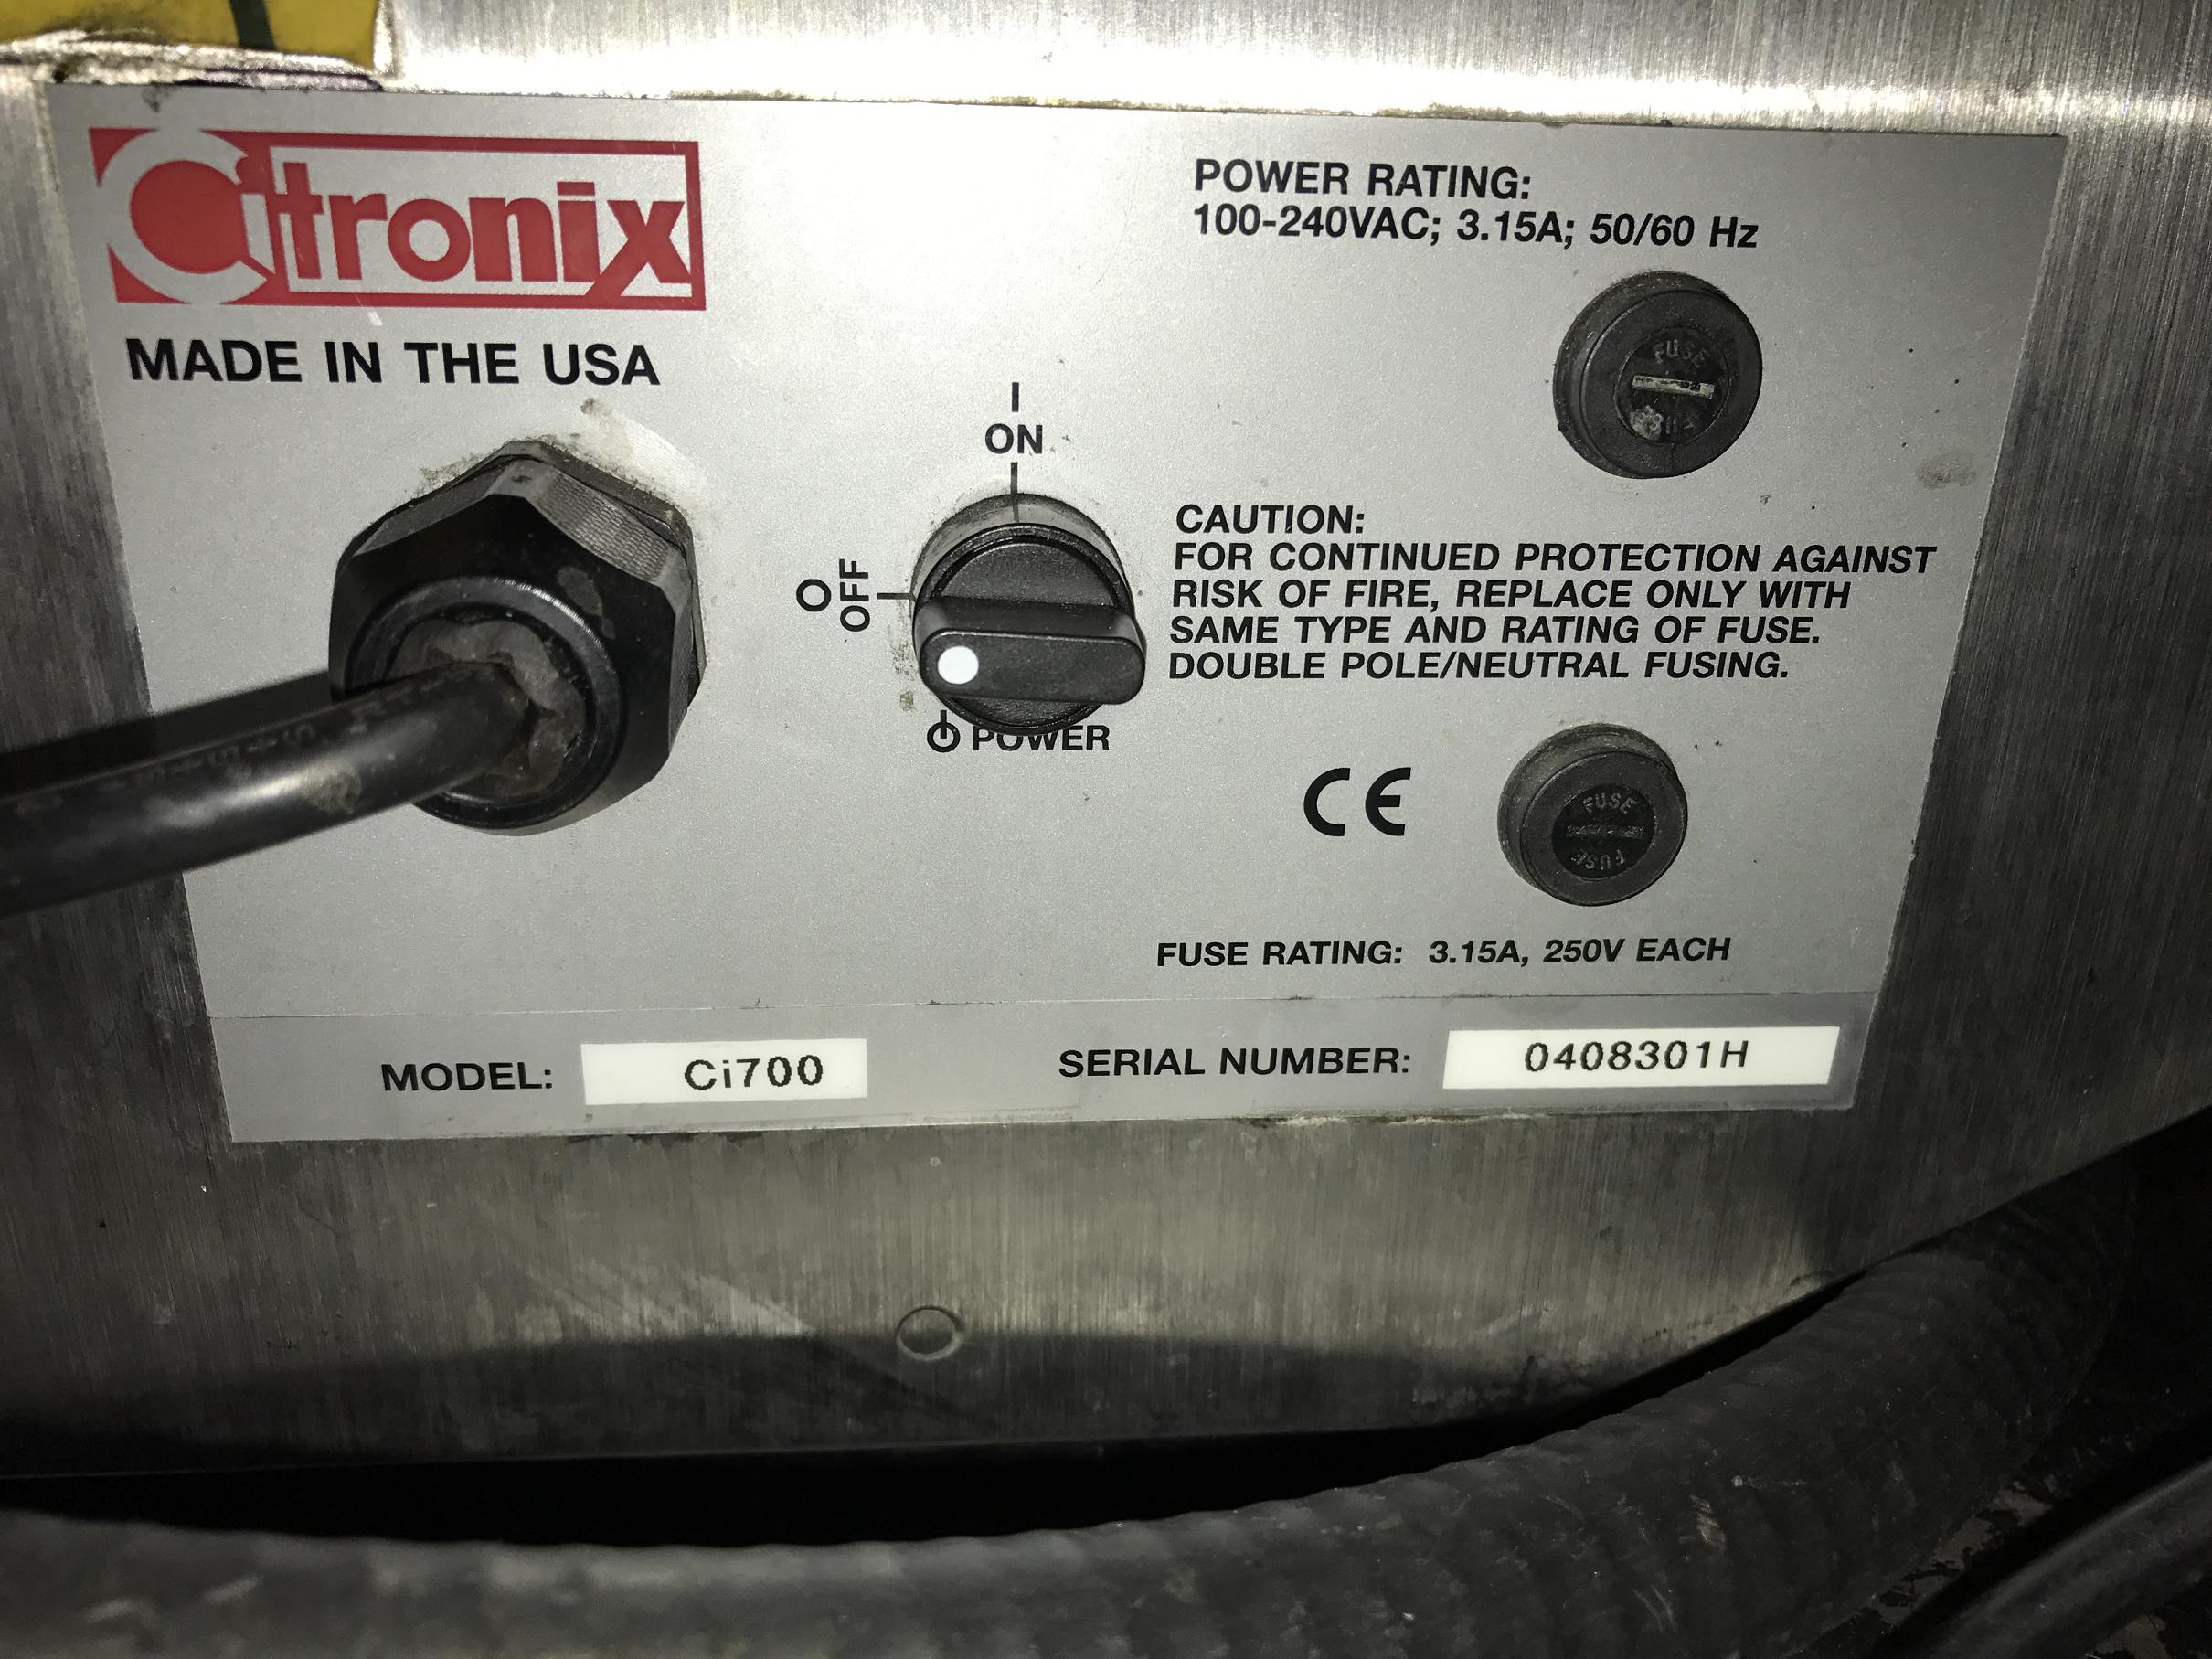 Citronix
MADE IN THE USA
POWER RATING:
100-240VAC; 3.15A; 50/60 Hz
FUSE
FUSE
I
ON
O
OFF
POWER
CAUTION:
FOR CONTINUED PROTECTION AGAINST
RISK OF FIRE, REPLACE ONLY WITH
SAME TYPE AND RATING OF FUSE.
DOUBLE POLE/NEUTRAL FUSING.
CE
FUSE
FUSE
FUSE RATING: 3.15A, 250V EACH
MODEL: Ci700
SERIAL NUMBER: 0408301H